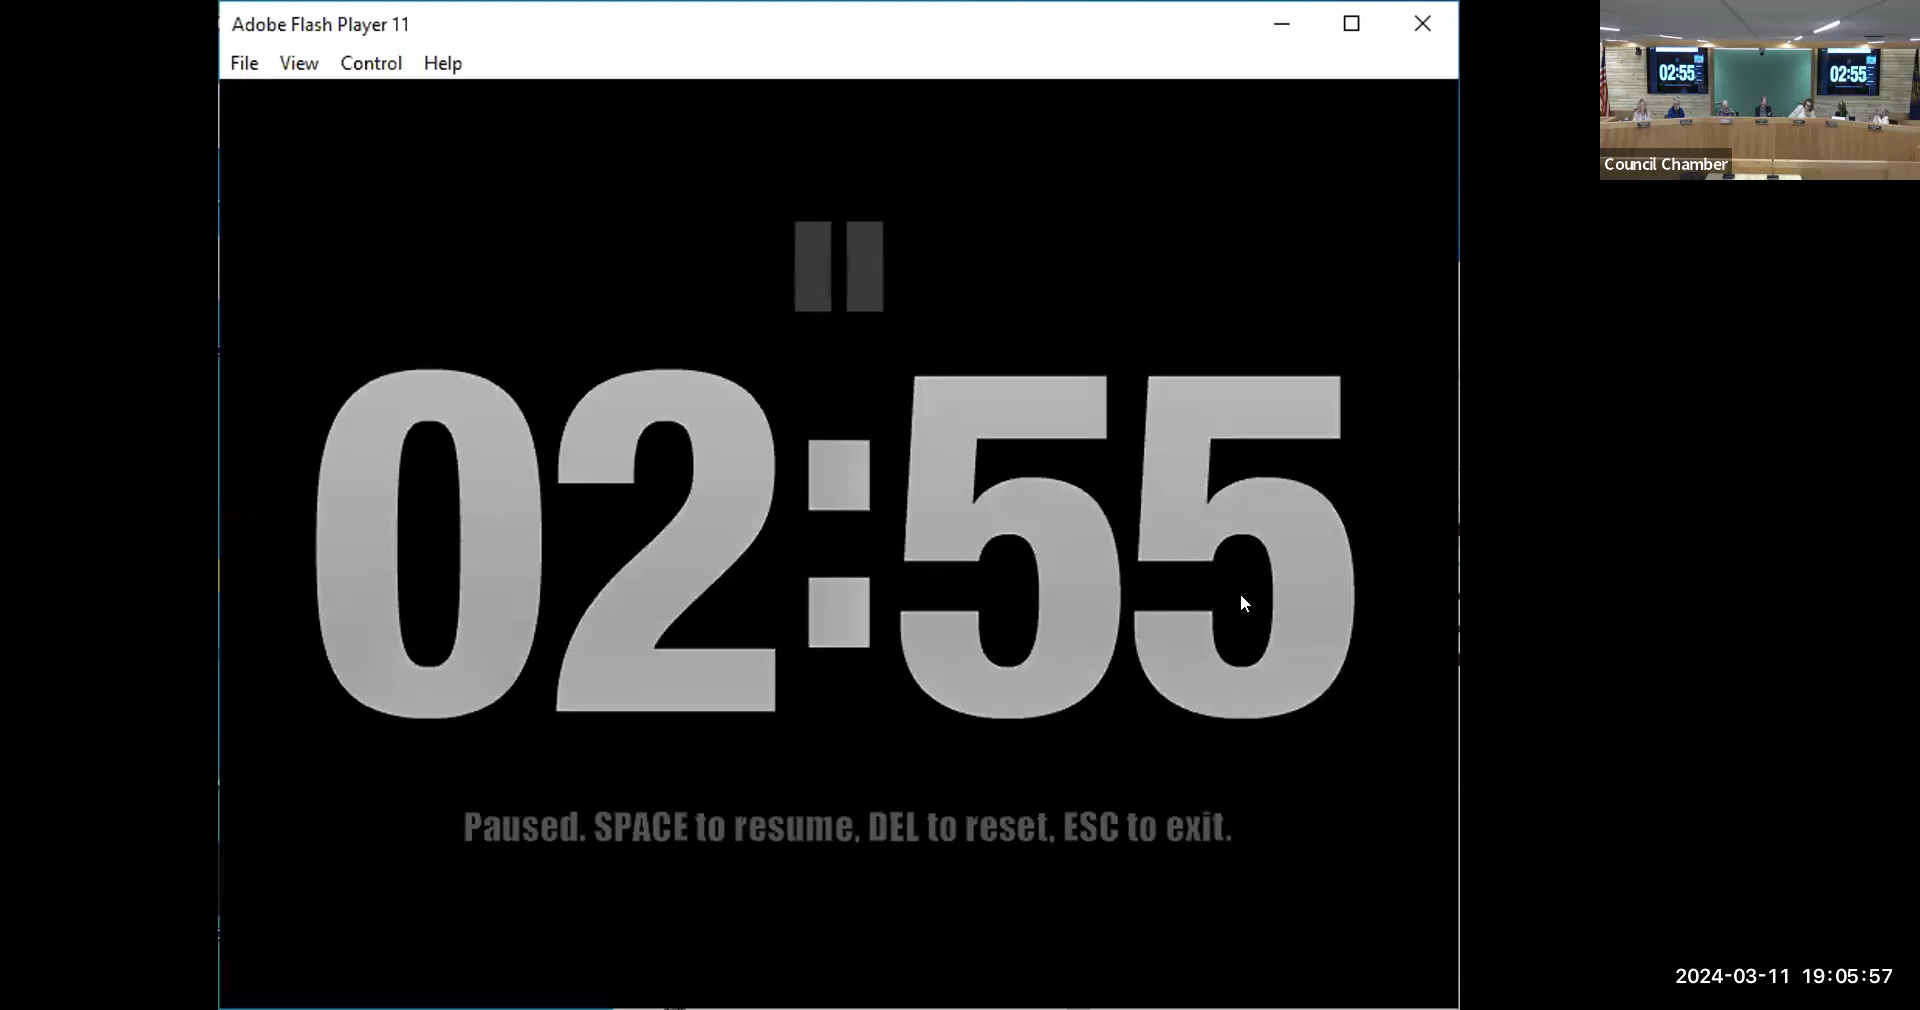 Adobe Flash Player 11
File View Control Help
02:55
Paused. SPACE to resume, DEL to reset, ESC to exit.
02:55
02:55
Council Chamber
2024-03-11 19:05:57